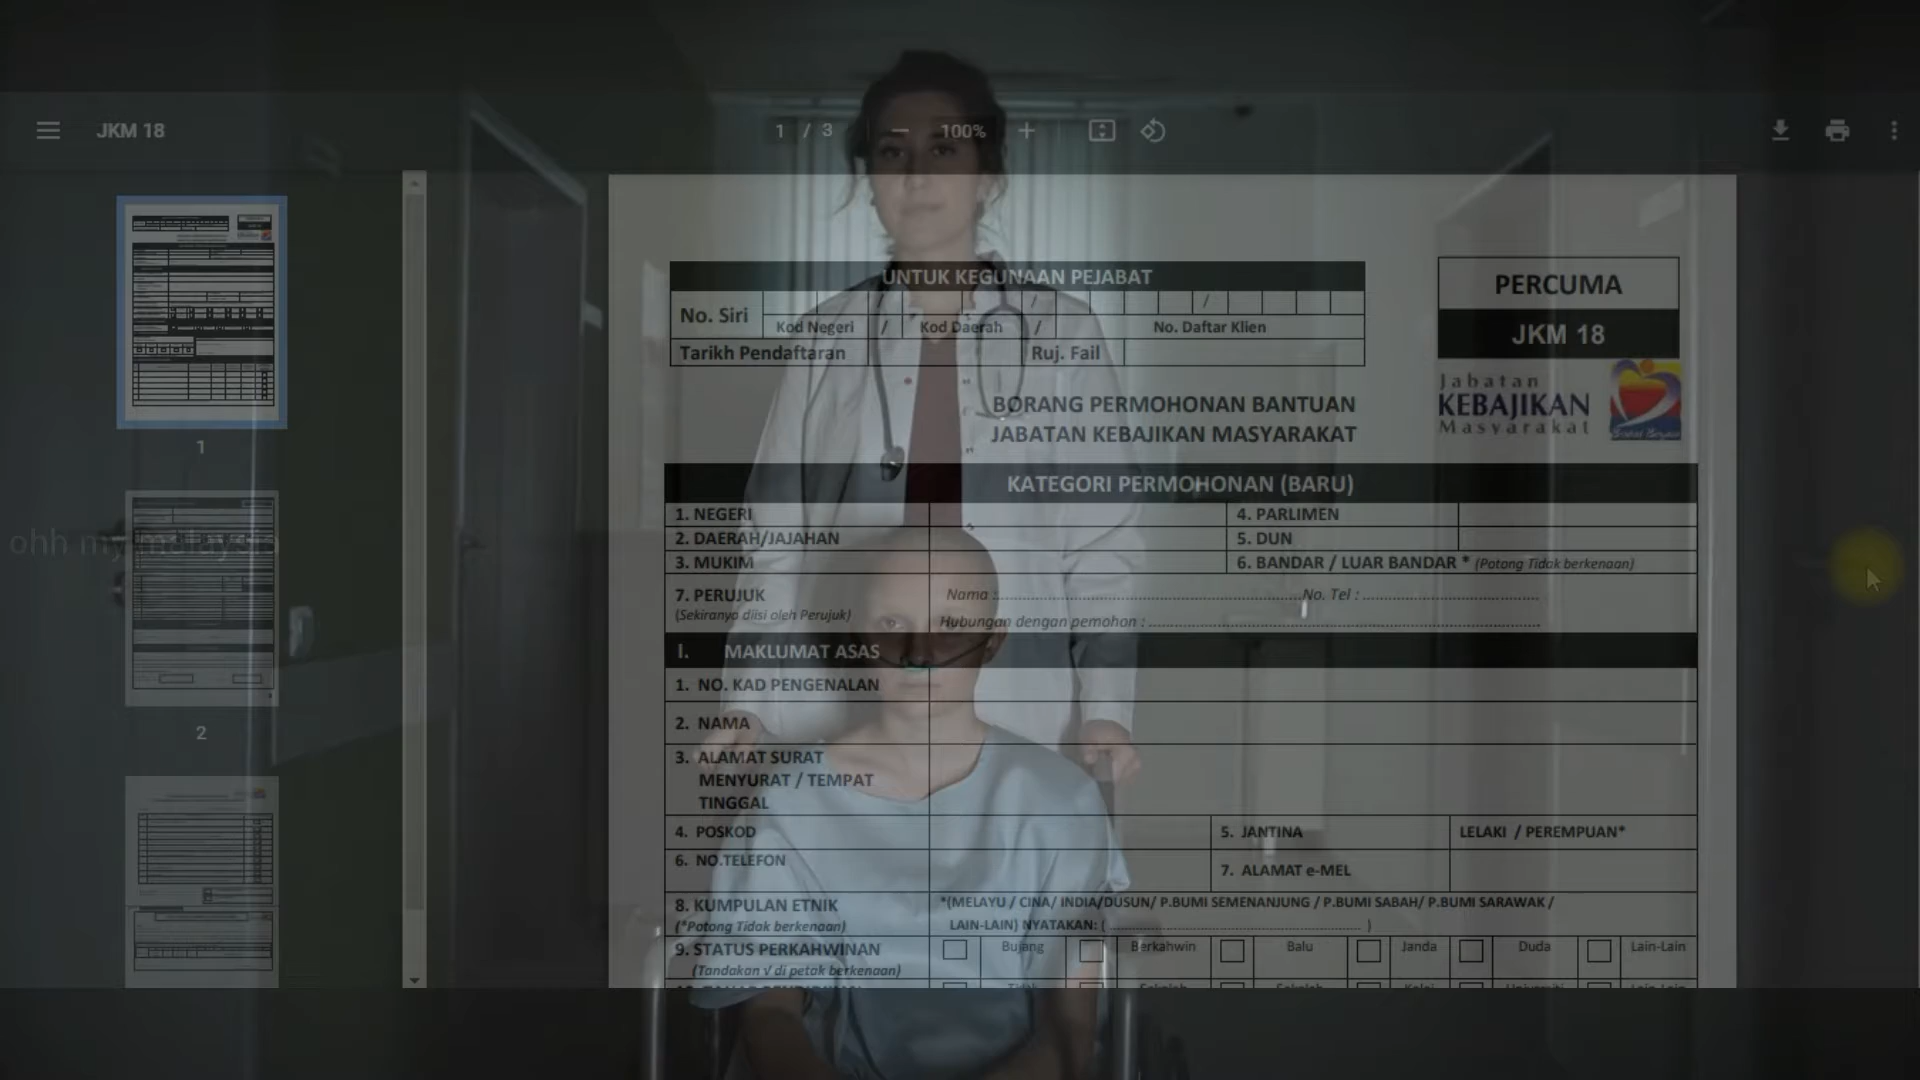 JKM 18
1 / 3
100%
UNTUK KEGUNAAN PEJABAT
No. Siri
/ / /
Kod Negeri / Kod Daerah / No. Daftar Klien
Tarikh Pendaftaran Ruj. Fail
PERCUMA
JKM 18
Jabatan
KEBAJIKAN
Masyarakat
BORANG PERMOHONAN BANTUAN
JABATAN KEBAJIKAN MASYARAKAT
KATEGORI PERMOHONAN (BARU)
1. NEGERI 4. PARLIMEN
2. DAERAH/JAJAHAN 5. DUN
3. MUKIM 6. BANDAR / LUAR BANDAR * (Potong Tidak berkenaan)
7. PERUJUK Nama : No. Tel :
(Sekiranya diisi oleh Perujuk) Hubungan dengan pemohon :
I. MAKLUMAT ASAS
1. NO. KAD PENGENALAN
2. NAMA
3. ALAMAT SURAT
MENYURAT / TEMPAT
TINGGAL
4. POSKOD 5. JANTINA LELAKI / PEREMPUAN*
6. NO.TELEFON 7. ALAMAT e-MEL
8. KUMPULAN ETNIK *(MELAYU / CINA/ INDIA/DUSUN/ P.BUMI SEMENANJUNG / P.BUMI SABAH/ P.BUMI SARAWAK /
(*Potong Tidak berkenaan) LAIN-LAIN) NYATAKAN: ( )
9. STATUS PERKAHWINAN Bujang Berkahwin Balu Janda Duda Lain-Lain
(Tandakan √ di petak berkenaan)
1
2
ohh my malaysia